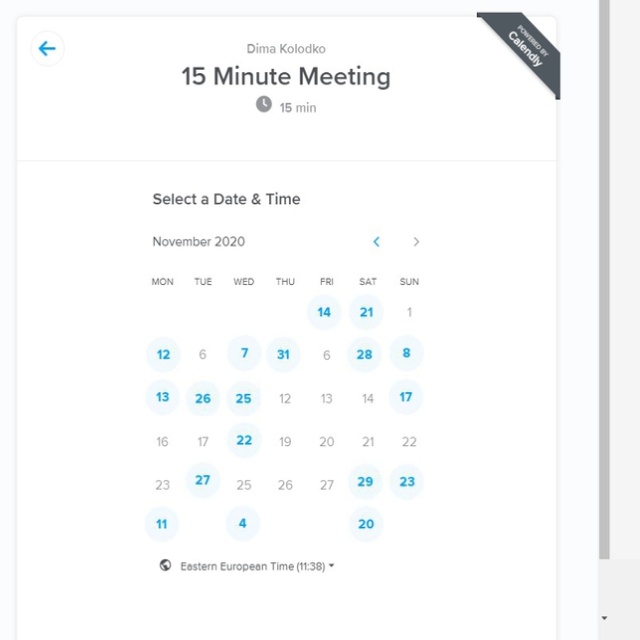 POWERED BY
Calendly
Dima Kolodko
15 Minute Meeting
15 min
Select a Date & Time
November 2020
MON TUE WED THU FRI SAT SUN
14 21 1
12 6 7 31 6 28 8
13 26 25 12 13 14 17
16 17 22 19 20 21 22
23 27 25 26 27 29 23
11 4 20
Eastern European Time (11:38)